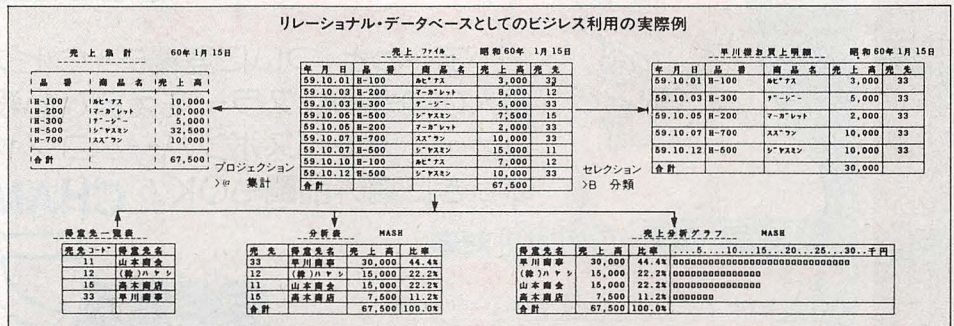 リレーショナル・データベースとしてのビジレス利用の実際例
売上集計 60年1月15日
品番 商品名 売上高
H-100 ルピナス 10,000
H-200 マーガレット 10,000
H-300 デージー 5,000
H-500 ジヤスミン 32,500
H-700 スズラン 10,000
合計 67,500
プロジェクション
集計
売上ファイル 昭和60年 1月15日
年月日 品番 商品名 売上高 売先
59.10.01 H-100 ルピナス 3,000 33
59.10.03 H-200 マーガレット 8,000 12
59.10.03 H-300 デージー 5,000 33
59.10.05 H-500 ジヤスミン 7,500 15
59.10.05 H-200 マーガレット 2,000 33
59.10.07 H-700 スズラン 10,000 33
59.10.07 H-500 ジヤスミン 15,000 11
59.10.10 H-100 ルピナス 7,000 12
59.10.12 H-500 ジヤスミン 10,000 33
合計 67,500
セレクション
>B 分類
早川様お買上明細 昭和60年 1月15日
年月日 品番 商品名 売上高 売先
59.10.01 H-100 ルピナス 3,000 33
59.10.03 H-300 デージー 5,000 33
59.10.05 H-200 マーガレット 2,000 33
59.10.07 H-700 スズラン 10,000 33
59.10.12 H-500 ジヤスミン 10,000 33
合計 30,000
得意先一覧表
売先コード 得意先名
11 山本商会
12 (株)ハヤシ
15 高木商店
33 早川商事
分析表 MASH
売先 得意先名 売上高 比率
33 早川商事 30,000 44.4%
12 (株)ハヤシ 15,000 22.2%
11 山本商会 15,000 22.2%
15 高木商店 7,500 11.2%
合計 67,500 100.0%
売上分析グラフ MASH
得意先名 売上高 比率 ....5....10...15...20...25...30..千円
早川商事 30,000 44.4%
(株)ハヤシ 15,000 22.2%
山本商会 15,000 22.2%
高木商店 7,500 11.2%
合計 67,500 100.0%